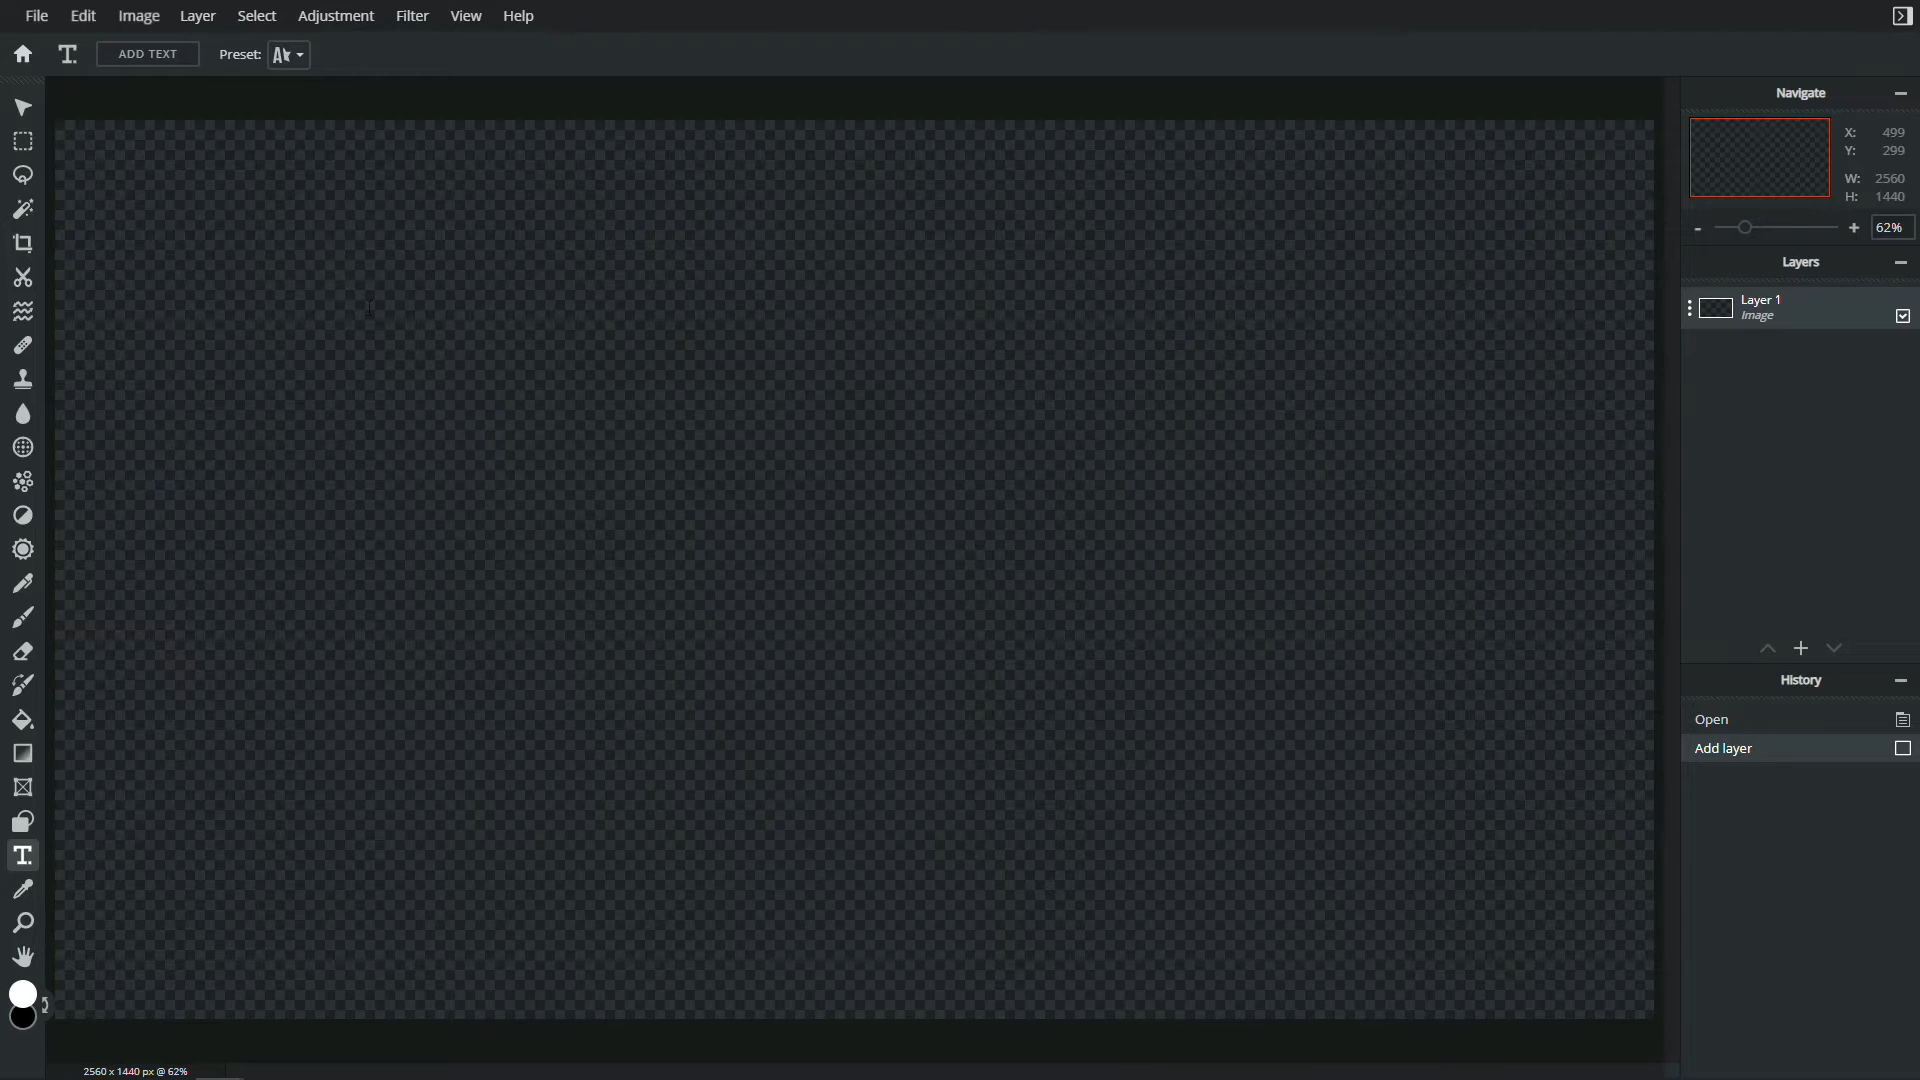 File Edit Image Layer Select Adjustment Filter View Help
ADD TEXT Preset:
Navigate
X: 499
Y: 299
W: 2560
H: 1440
- + 62%
Layers
Layer 1
Image
History
Open
Add layer
2560 x 1440 px @ 62%